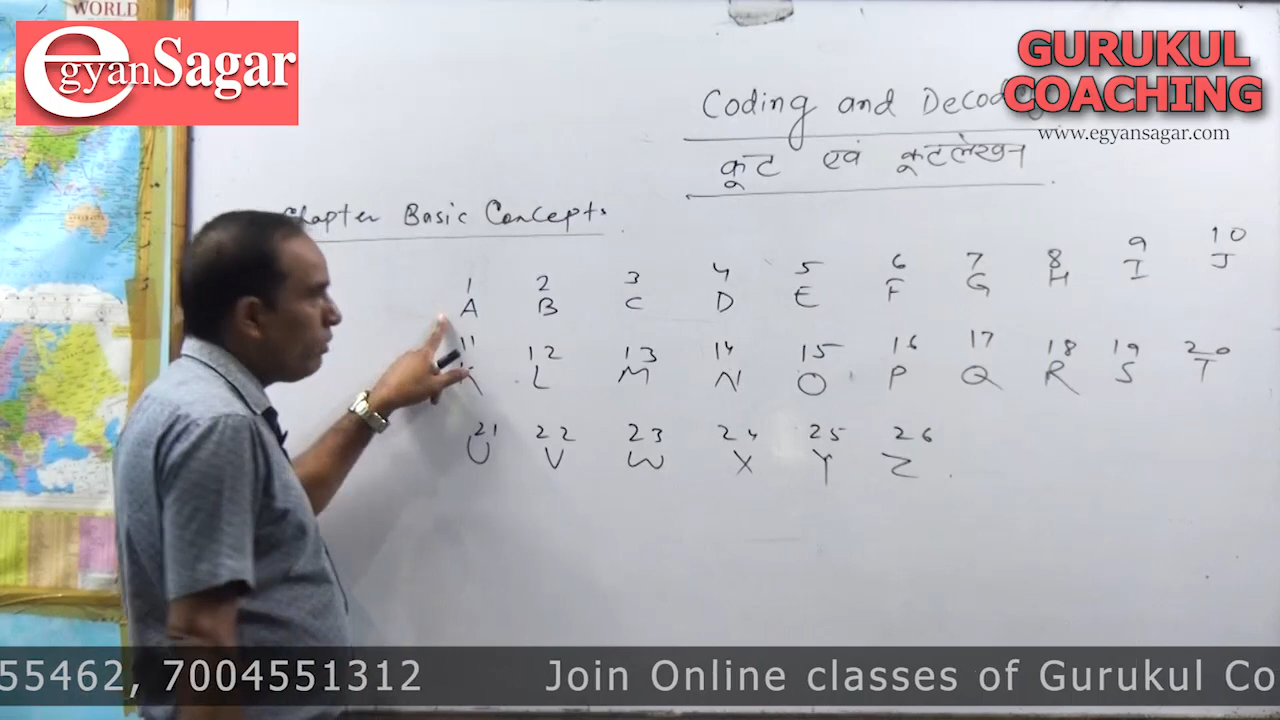 WORLD
egyanSagar
GURUKUL
COACHING
www.egyansagar.com
Coding and
कूट एवं कूटलेखन
Chapter Basic Concepts.
1 2 3 4 5 6 7 8 9 10
A B C D E F G H I J
11 12 13 14 15 16 17 18 19 20
K L M N O P Q R S T
21 22 23 24 25 26
U V W X Y Z .
55462, 7004551312 Join Online classes of Gurukul Co